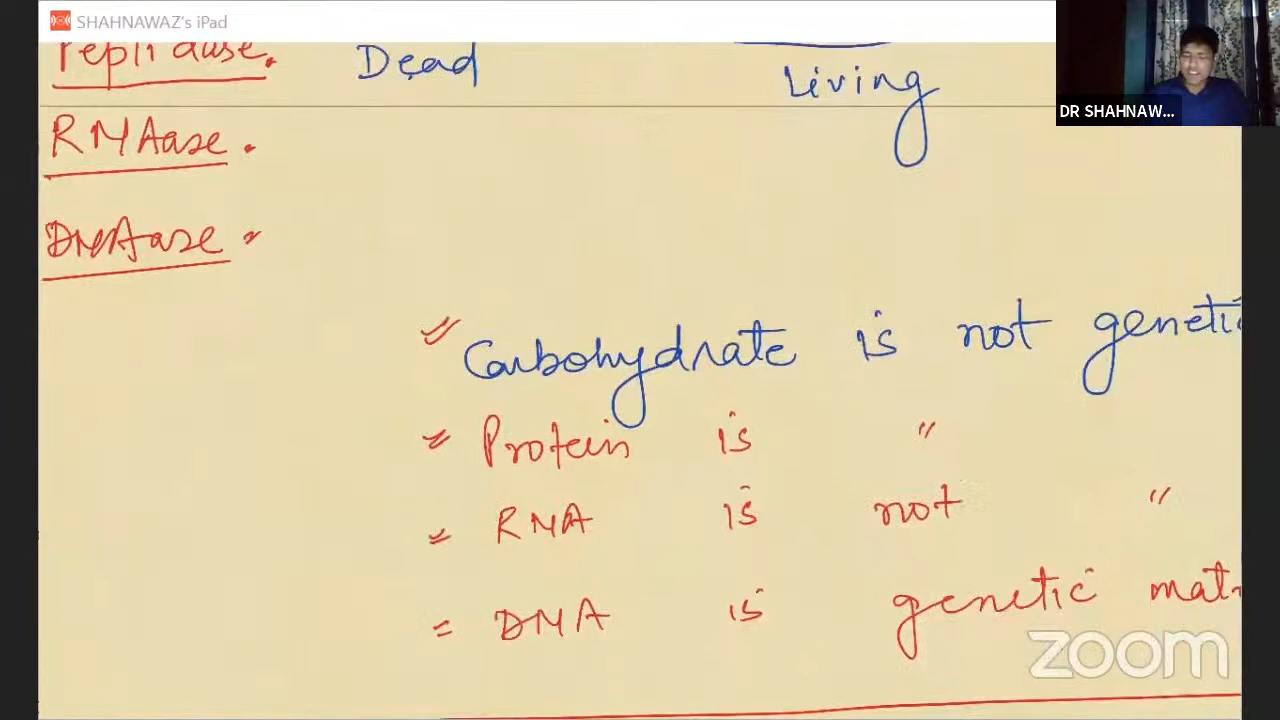 SHAHNAWAZ's iPad
Peptidase.
Dead
Living
DR SHAHNAW...
RNAase.
DNAase
Carbohydrate is not geneti
Protein is "
RNA is not "
DNA is genetic mat
zoom